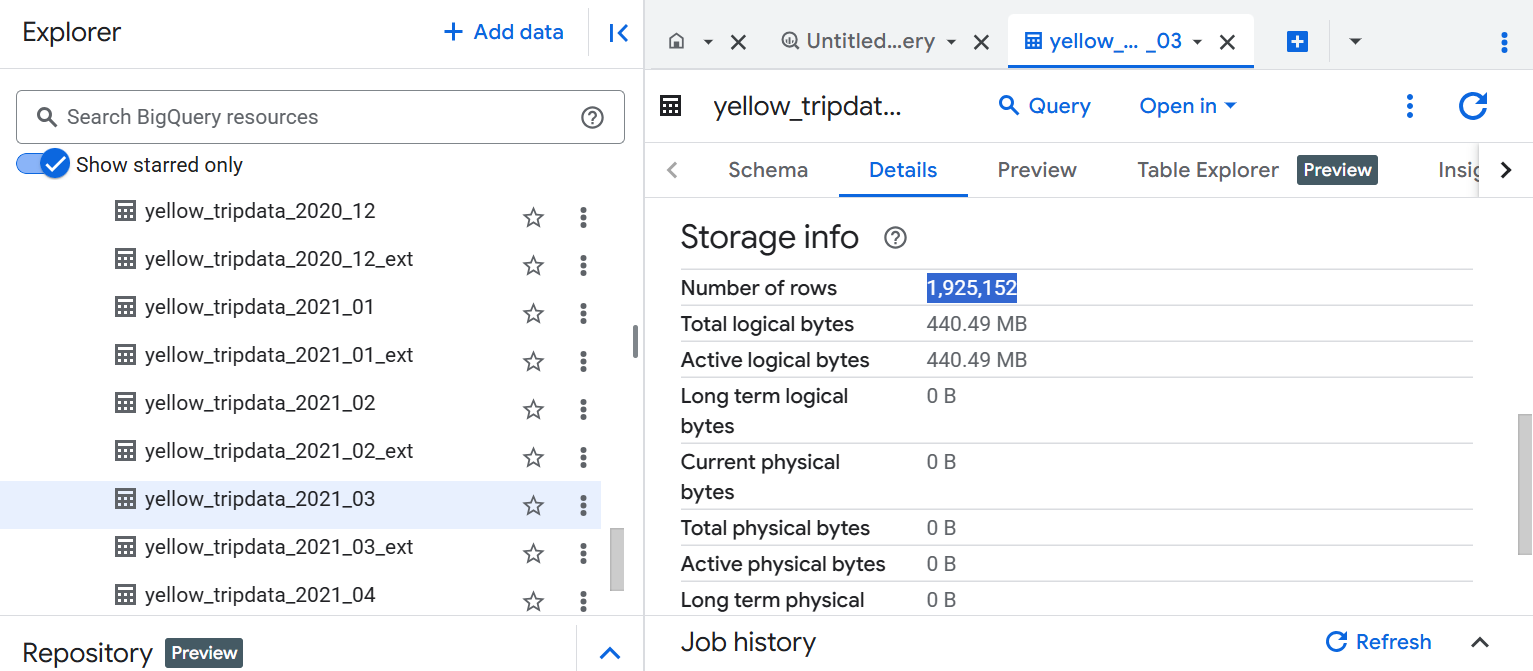 Explorer
+ Add data
Search BigQuery resources
Show starred only
yellow_tripdata_2020_12
yellow_tripdata_2020_12_ext
yellow_tripdata_2021_01
yellow_tripdata_2021_01_ext
yellow_tripdata_2021_02
yellow_tripdata_2021_02_ext
yellow_tripdata_2021_03
yellow_tripdata_2021_03_ext
yellow_tripdata_2021_04
Repository Preview
Untitled...ery
yellow_... _03
yellow_tripdat...
Query
Open in
Schema Details Preview Table Explorer Preview Insig
Storage info
Number of rows 1,925,152
Total logical bytes 440.49 MB
Active logical bytes 440.49 MB
Long term logical 0 B
bytes
Current physical 0 B
bytes
Total physical bytes 0 B
Active physical bytes 0 B
Long term physical 0 B
Job history
Refresh